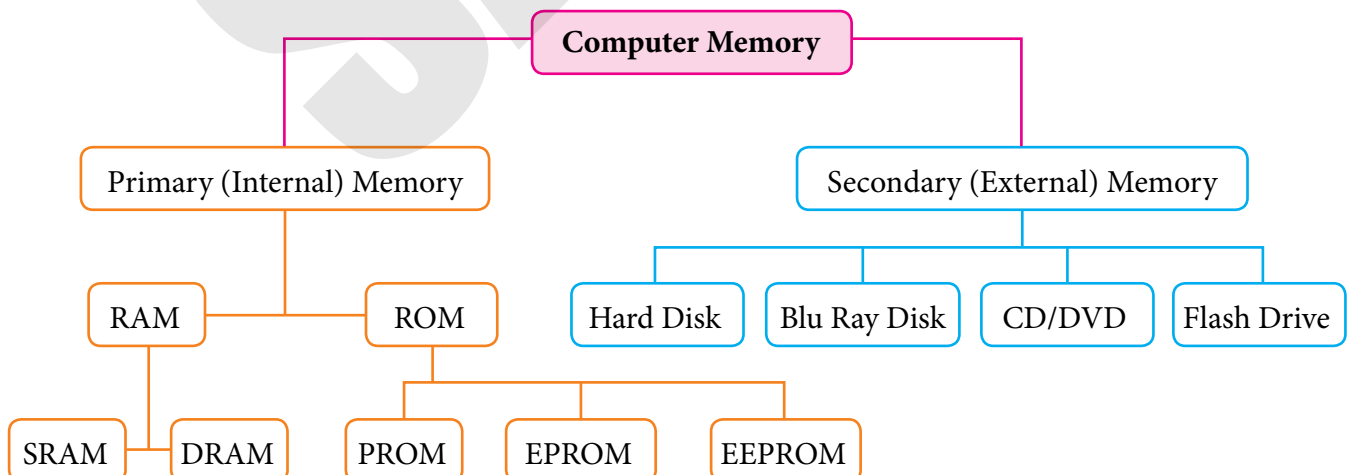 Computer Memory
Primary (Internal) Memory
Secondary (External) Memory
RAM
ROM
Hard Disk
Blu Ray Disk
CD/DVD
Flash Drive
SRAM
DRAM
PROM
EPROM
EEPROM